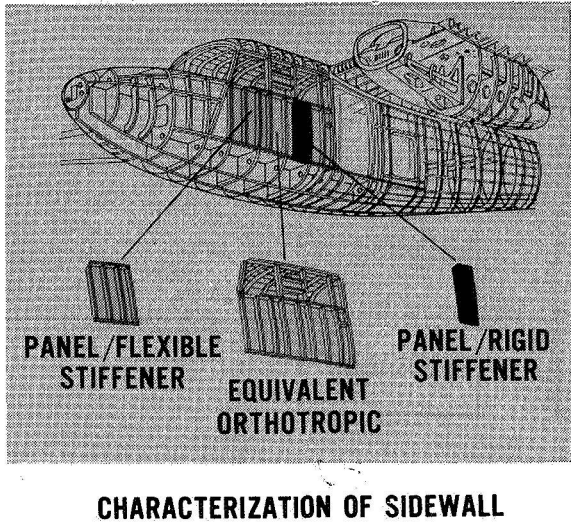 PANEL/FLEXIBLE
STIFFENER
EQUIVALENT
ORTHOTROPIC
PANEL/RIGID
STIFFENER
CHARACTERIZATION OF SIDEWALL